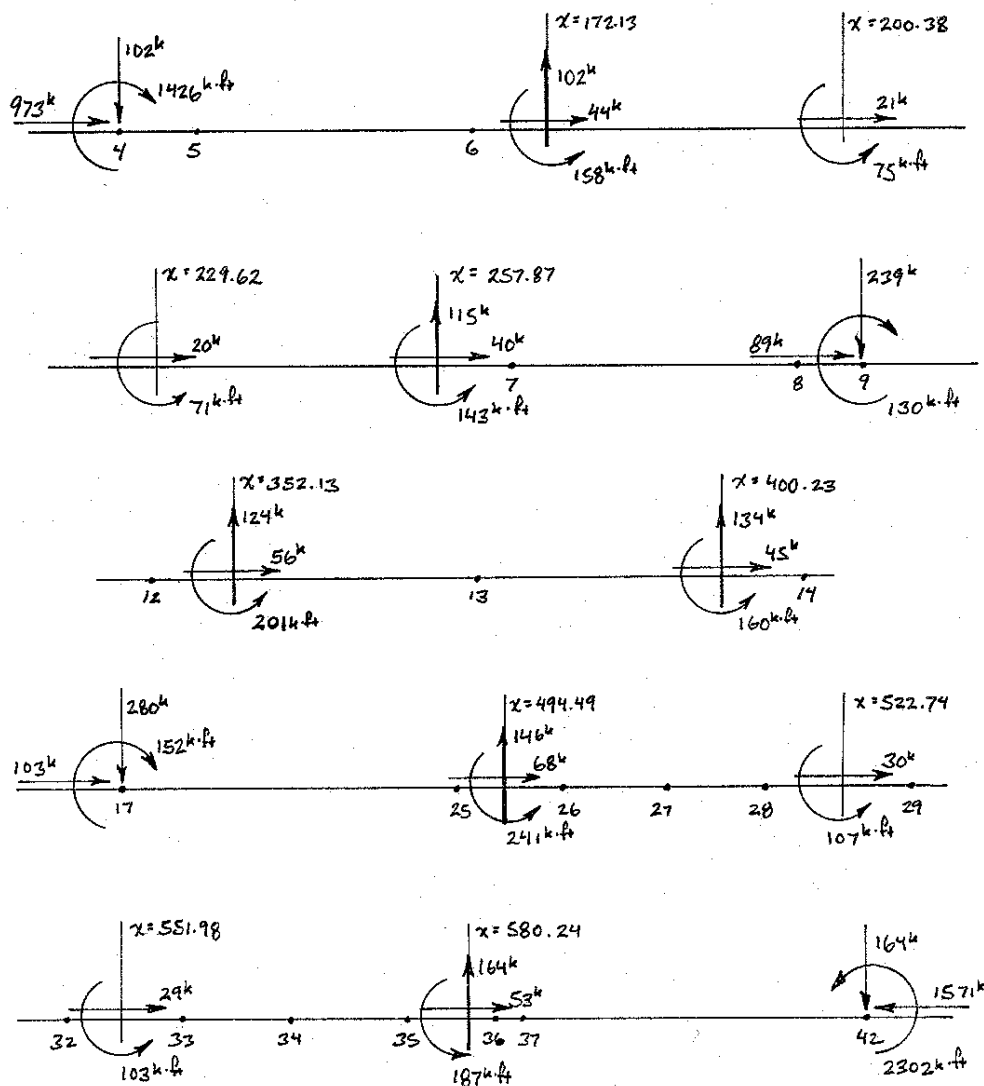 x=172.13
x=200.38
102k
1426k·ft
973k
102k
44k
21k
4 5 6
158k·ft
75k·ft
x=229.62
x=257.87
239k
115k
20k
40k
89k
7 8 9
71k·ft
143k·ft
130k·ft
x=352.13
x=400.23
124k
134k
56k
45k
12 13 14
201k·ft
160k·ft
280k
x=494.49
x=522.74
152k·ft
146k
103k
68k
30k
17 25 26 27 28 29
241k·ft
107k·ft
x=551.98
x=580.24
164k
164k
29k
53k
1571k
32 33 34 35 36 37 42
103k·ft
187k·ft
2302k·ft